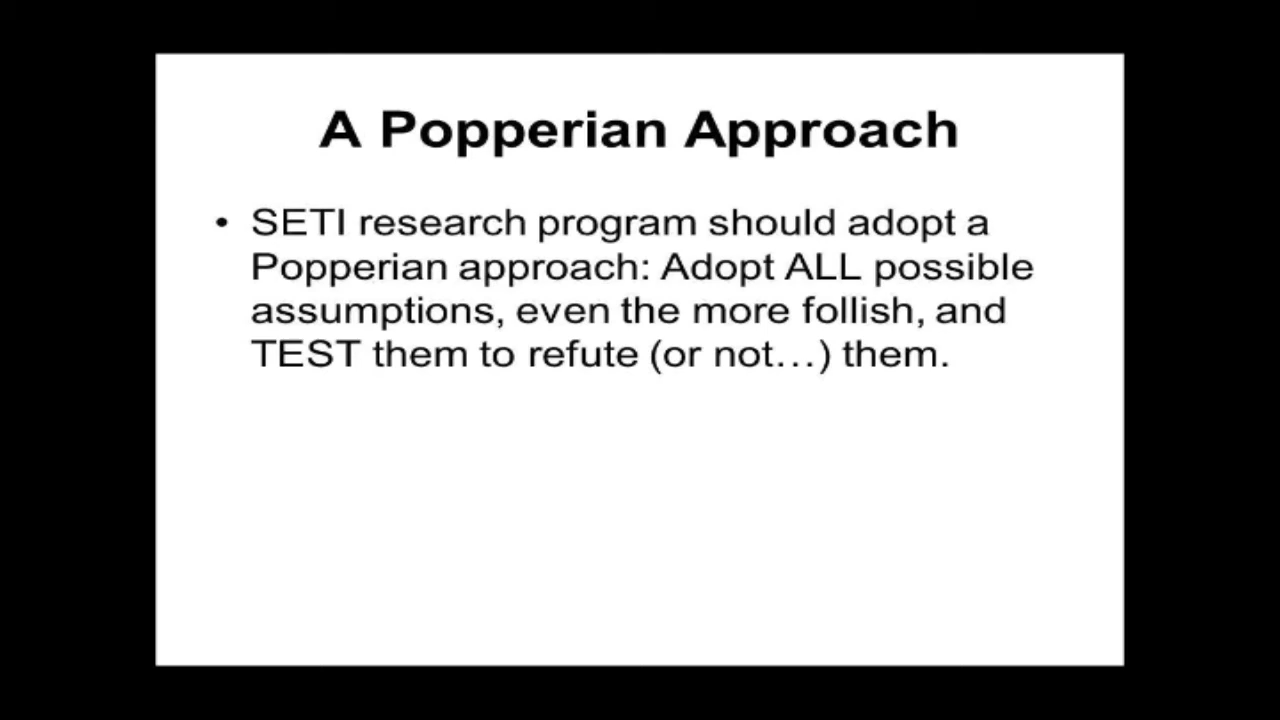 A Popperian Approach
• SETI research program should adopt a
Popperian approach: Adopt ALL possible
assumptions, even the more follish, and
TEST them to refute (or not…) them.